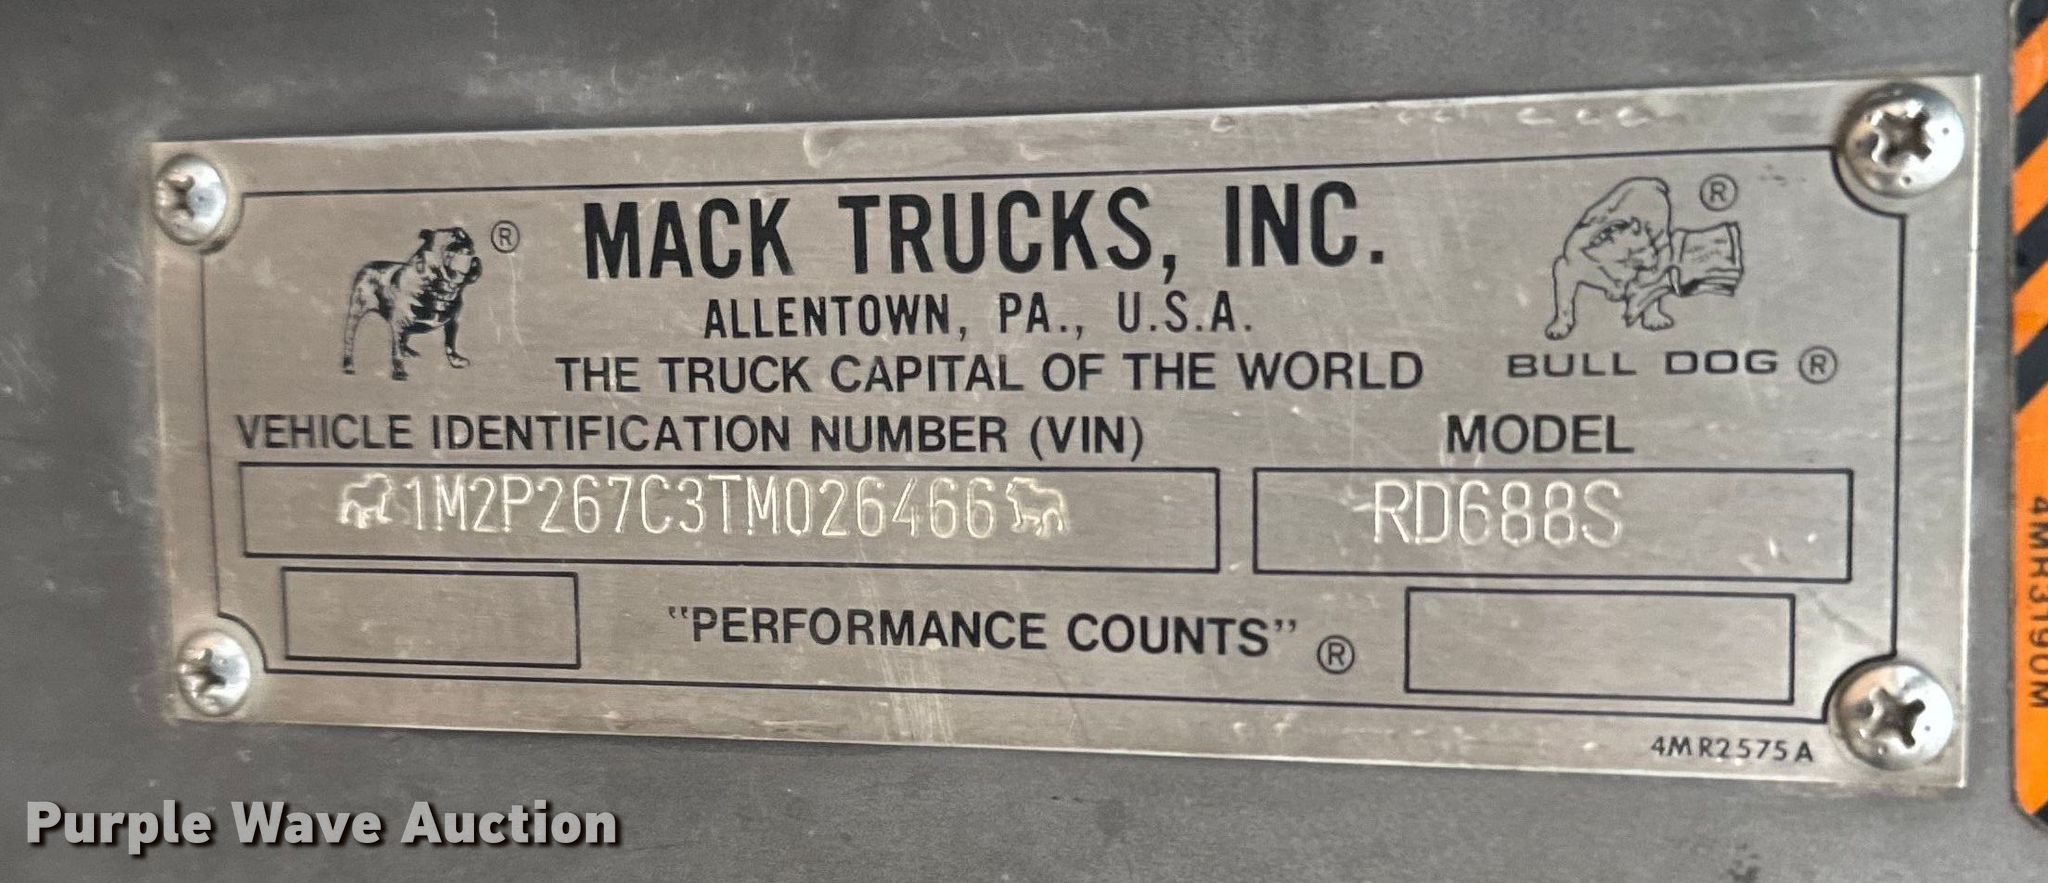 ®
MACK TRUCKS, INC.
®
ALLENTOWN, PA., U.S.A.
THE TRUCK CAPITAL OF THE WORLD
BULL DOG ®
VEHICLE IDENTIFICATION NUMBER (VIN)
MODEL
1M2P267C3TM026466
RD688S
"PERFORMANCE COUNTS" ®
4MR2575A
4MR3190M
Purple Wave Auction